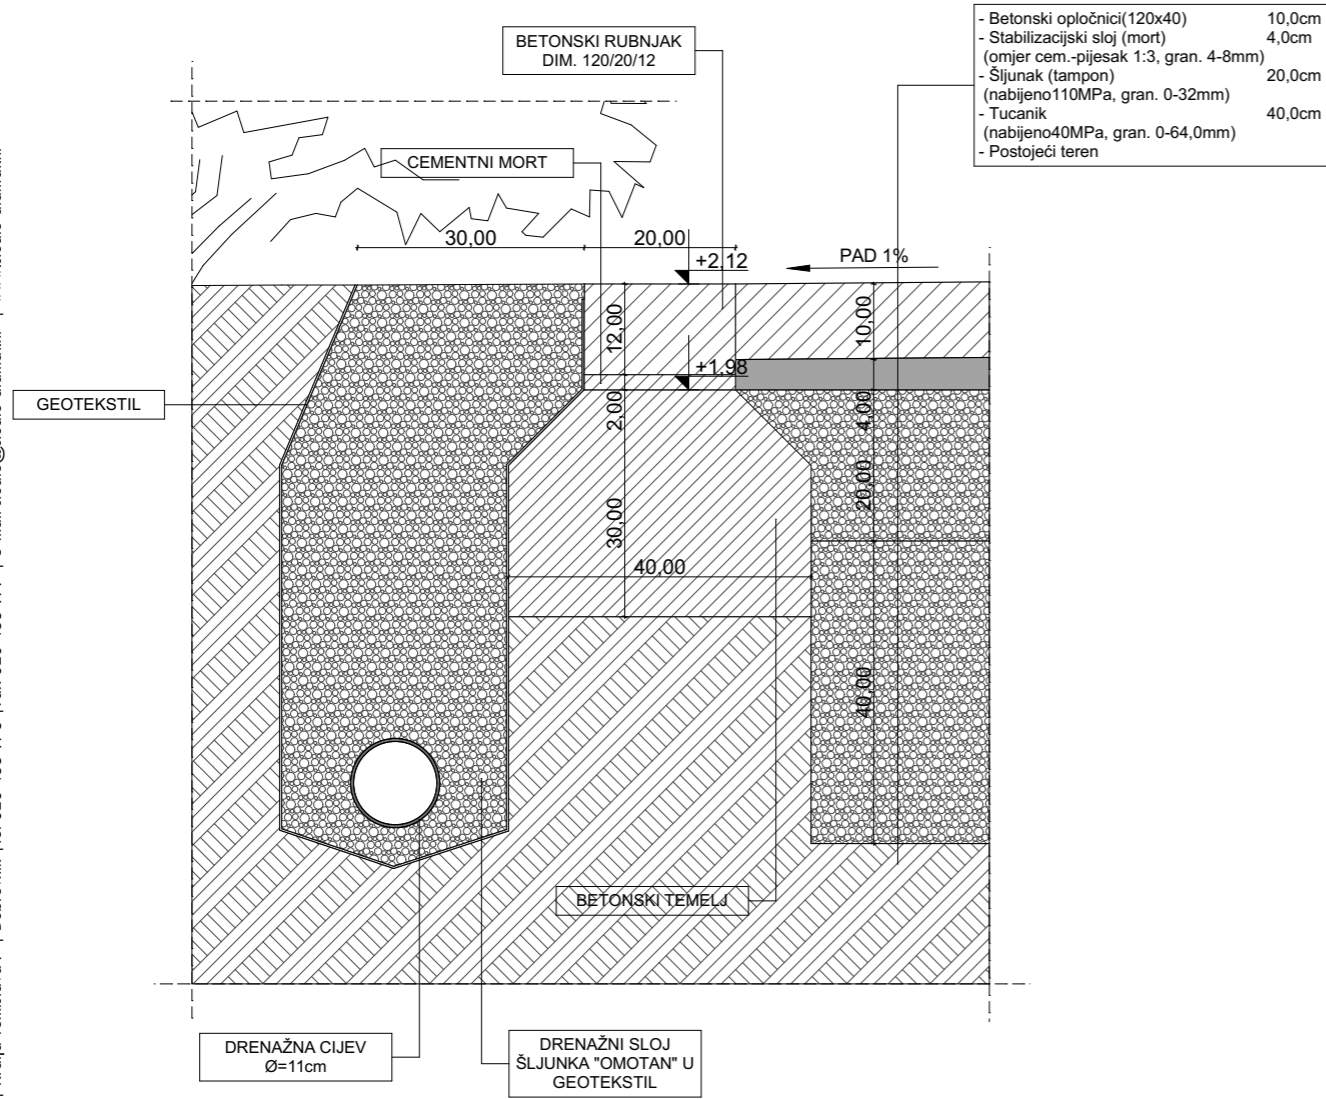 - Betonski opločnici(120x40) 10,0cm
- Stabilizacijski sloj (mort) 4,0cm
(omjer cem.-pijesak 1:3, gran. 4-8mm)
- Šljunak (tampon) 20,0cm
(nabijeno110MPa, gran. 0-32mm)
- Tucanik 40,0cm
(nabijeno40MPa, gran. 0-64,0mm)
- Postojeći teren
BETONSKI RUBNJAK
DIM. 120/20/12
CEMENTNI MORT
30,00
20,00
+2,12
PAD 1%
12,00
10,00
+1,98
GEOTEKSTIL
2,00
4,00
20,00
30,00
40,00
40,00
BETONSKI TEMELJ
DRENAŽNA CIJEV
Ø=11cm
DRENAŽNI SLOJ
ŠLJUNKA "OMOTAN" U
GEOTEKSTIL